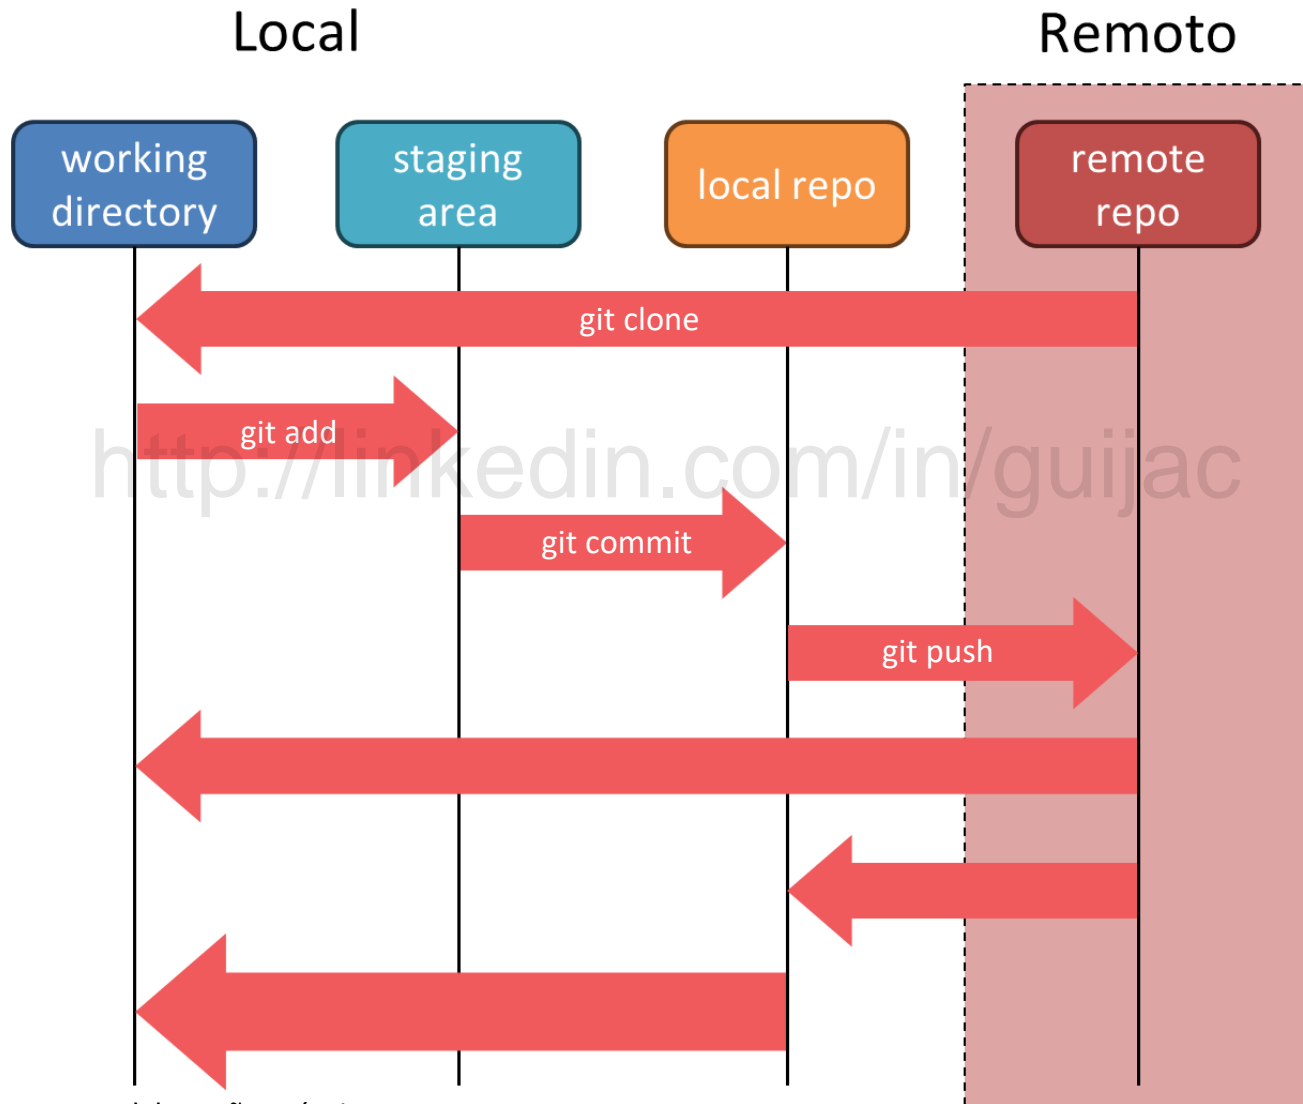 Local
Remoto
working
directory
staging
area
local repo
remote
repo
git clone
git add
http://linkedin.com/in/guijac
git commit
git push